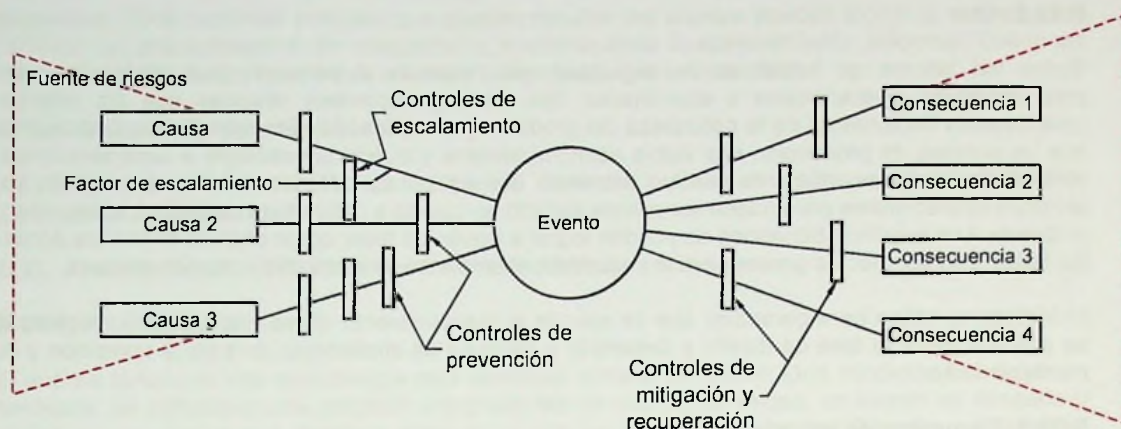 Fuente de riesgos
Causa
Controles de
escalamiento
Factor de escalamiento
Causa 2
Causa 3
Controles de
prevención
Evento
Consecuencia 1
Consecuencia 2
Consecuencia 3
Consecuencia 4
Controles de
mitigación y
recuperación